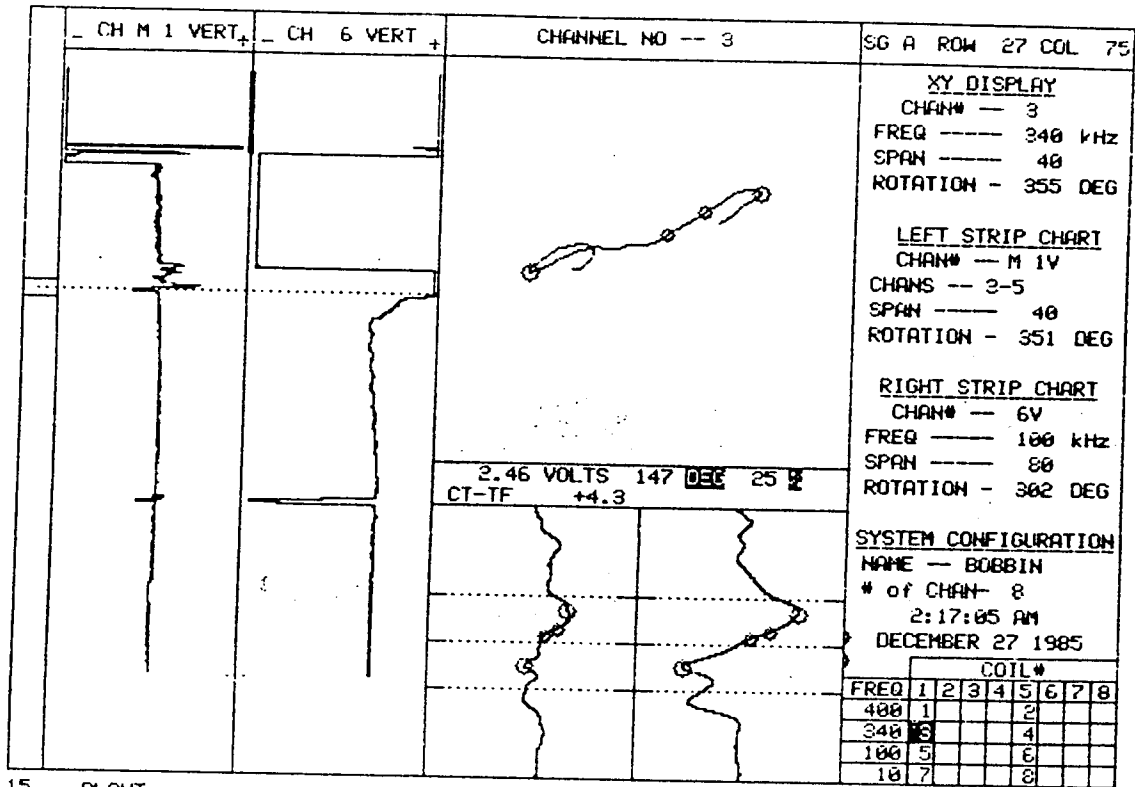 _ CH M 1 VERT +
_ CH 6 VERT +
CHANNEL NO -- 3
SG A ROW 27 COL 75
XY DISPLAY
CHAN# -- 3
FREQ ----- 340 kHz
SPAN ----- 40
ROTATION - 355 DEG
LEFT STRIP CHART
CHAN# -- M 1V
CHANS -- 3-5
SPAN ----- 40
ROTATION - 351 DEG
RIGHT STRIP CHART
CHAN# -- 6V
FREQ ----- 100 kHz
SPAN ----- 80
ROTATION - 302 DEG
2.46 VOLTS 147 DEG 25 %
CT-TF +4.3
SYSTEM CONFIGURATION
NAME -- BOBBIN
# of CHAN- 8
2:17:05 AM
DECEMBER 27 1985
COIL#
FREQ 1 2 3 4 5 6 7 8
400 1 2
340 3 4
100 5 6
10 7 8
15